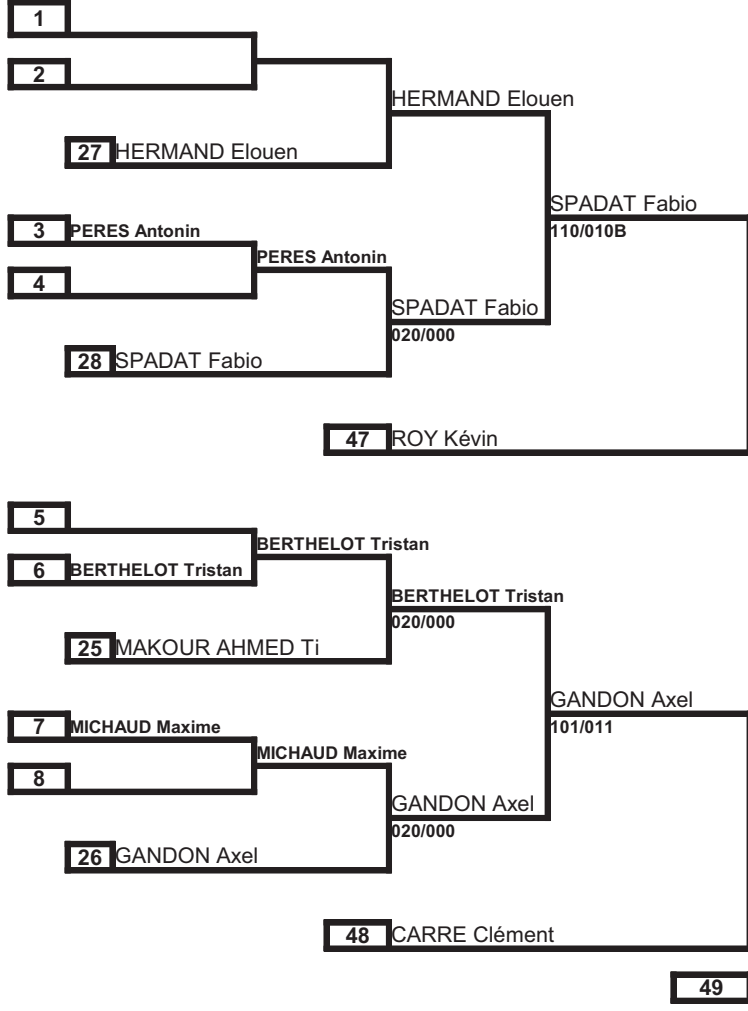 1
2
HERMAND Elouen
27 HERMAND Elouen
SPADAT Fabio
3 PERES Antonin
110/010B
PERES Antonin
4
SPADAT Fabio
020/000
28 SPADAT Fabio
47 ROY Kévin
5
BERTHELOT Tristan
6 BERTHELOT Tristan
BERTHELOT Tristan
020/000
25 MAKOUR AHMED Ti
GANDON Axel
7 MICHAUD Maxime
101/011
MICHAUD Maxime
8
GANDON Axel
020/000
26 GANDON Axel
48 CARRE Clément
49